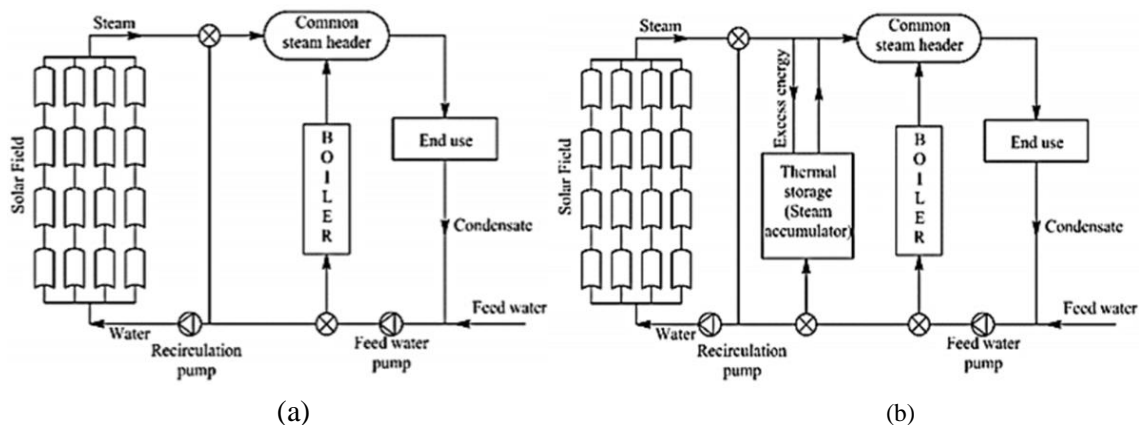 Steam
Common
steam header
Solar Field
BOILER
End use
Condensate
Feed water
Water
Recirculation
pump
Feed water
pump
(a)
Steam
Common
steam header
Solar Field
Excess energy
Thermal
storage
(Steam
accumulator)
BOILER
End use
Condensate
Feed water
Water
Recirculation
pump
Feed water
pump
(b)